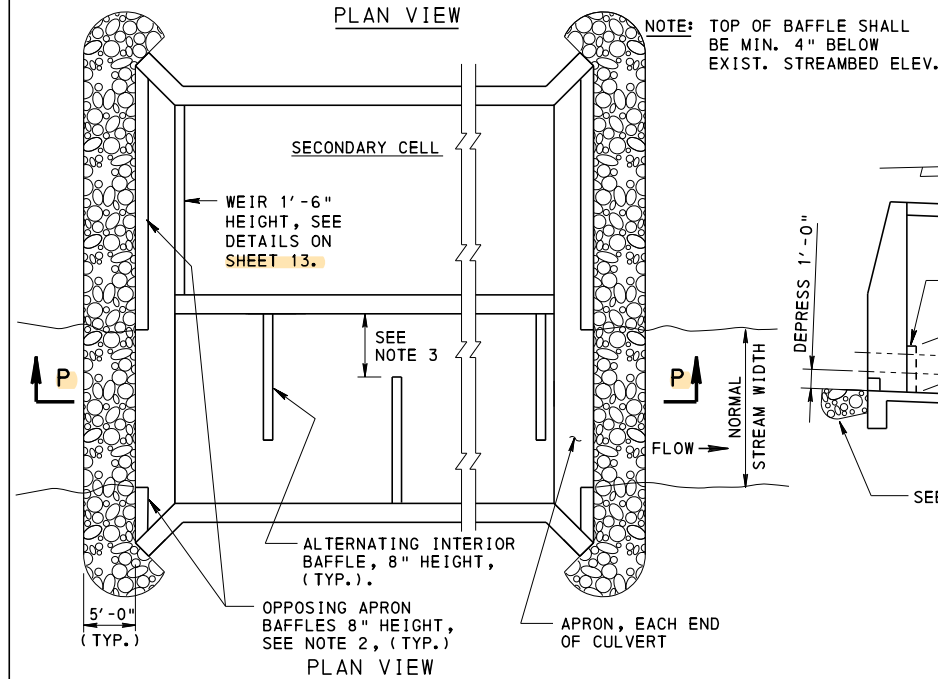 PLAN VIEW
NOTE: TOP OF BAFFLE SHALL
BE MIN. 4" BELOW
EXIST. STREAMBED ELEV.
SECONDARY CELL
WEIR 1'-6"
HEIGHT, SEE
DETAILS ON
SHEET 13.
DEPRESS 1'-0"
SEE
NOTE 3
P
P
NORMAL
STREAM WIDTH
FLOW
SEE
ALTERNATING INTERIOR
BAFFLE, 8" HEIGHT,
(TYP.).
5'-0"
(TYP.)
OPPOSING APRON
BAFFLES 8" HEIGHT,
SEE NOTE 2, (TYP.)
APRON, EACH END
OF CULVERT
PLAN VIEW